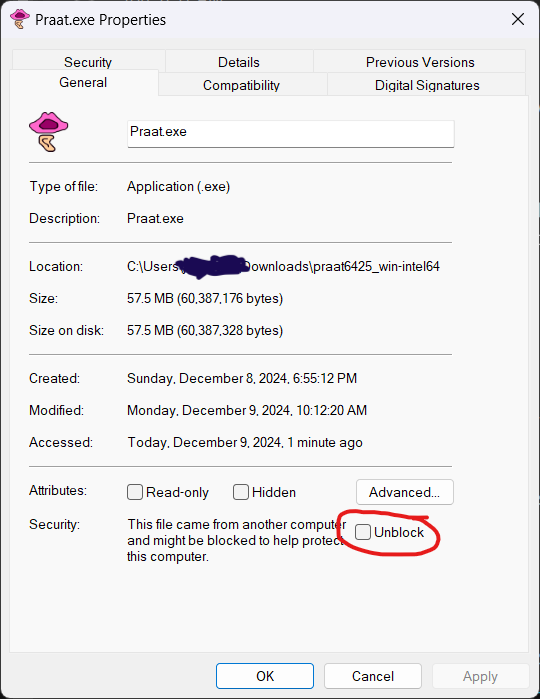 Praat.exe Properties
Security Details Previous Versions
General Compatibility Digital Signatures
Praat.exe
Type of file: Application (.exe)
Description: Praat.exe
Location: C:\Users Downloads\praat6425_win-intel64
Size: 57.5 MB (60,387,176 bytes)
Size on disk: 57.5 MB (60,387,328 bytes)
Created: Sunday, December 8, 2024, 6:55:12 PM
Modified: Monday, December 9, 2024, 10:12:20 AM
Accessed: Today, December 9, 2024, 1 minute ago
Attributes: Read-only Hidden Advanced...
Security: This file came from another computer
and might be blocked to help protect Unblock
this computer.
OK Cancel Apply